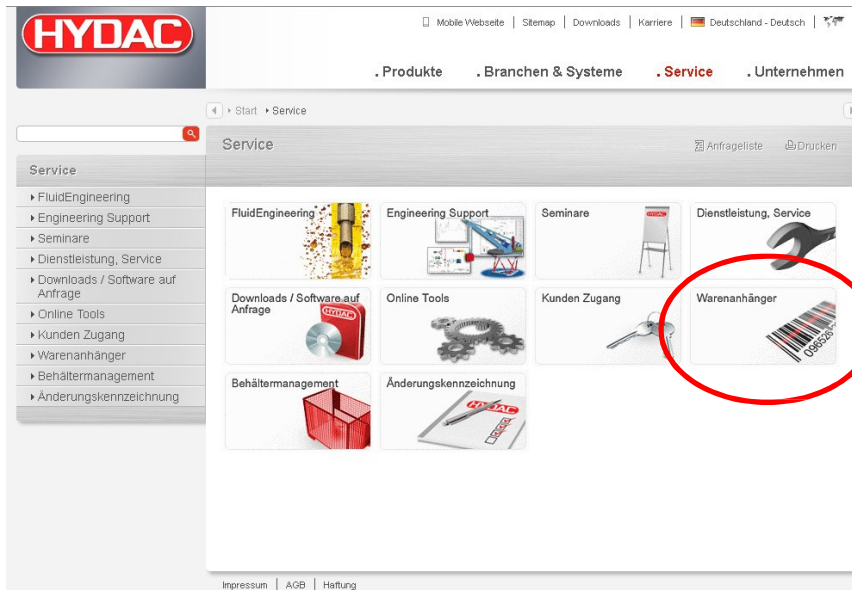 HYDAC
Mobile Webseite | Sitemap | Downloads | Karriere | Deutschland - Deutsch |
. Produkte . Branchen & Systeme . Service . Unternehmen
Start Service
Service
Anfrageliste Drucken
Service
FluidEngineering
Engineering Support
Seminare
Dienstleistung, Service
Downloads / Software auf
Anfrage
Online Tools
Kunden Zugang
Warenanhänger
Behältermanagement
Änderungskennzeichnung
FluidEngineering
Engineering Support
Seminare
HYDAC
Dienstleistung, Service
Downloads / Software auf
Anfrage
HYDAC
Online Tools
Kunden Zugang
Warenanhänger
Behältermanagement
Änderungskennzeichnung
HYDAC
Impressum | AGB | Haftung